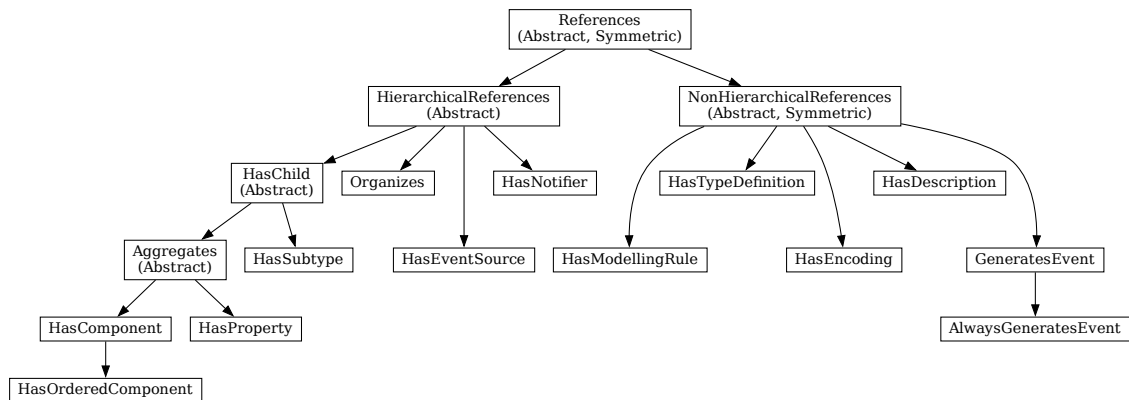 References
(Abstract, Symmetric)
HierarchicalReferences
(Abstract)
NonHierarchicalReferences
(Abstract, Symmetric)
HasChild
(Abstract)
Organizes
HasNotifier
HasTypeDefinition
HasDescription
Aggregates
(Abstract)
HasSubtype
HasEventSource
HasModellingRule
HasEncoding
GeneratesEvent
HasComponent
HasProperty
AlwaysGeneratesEvent
HasOrderedComponent